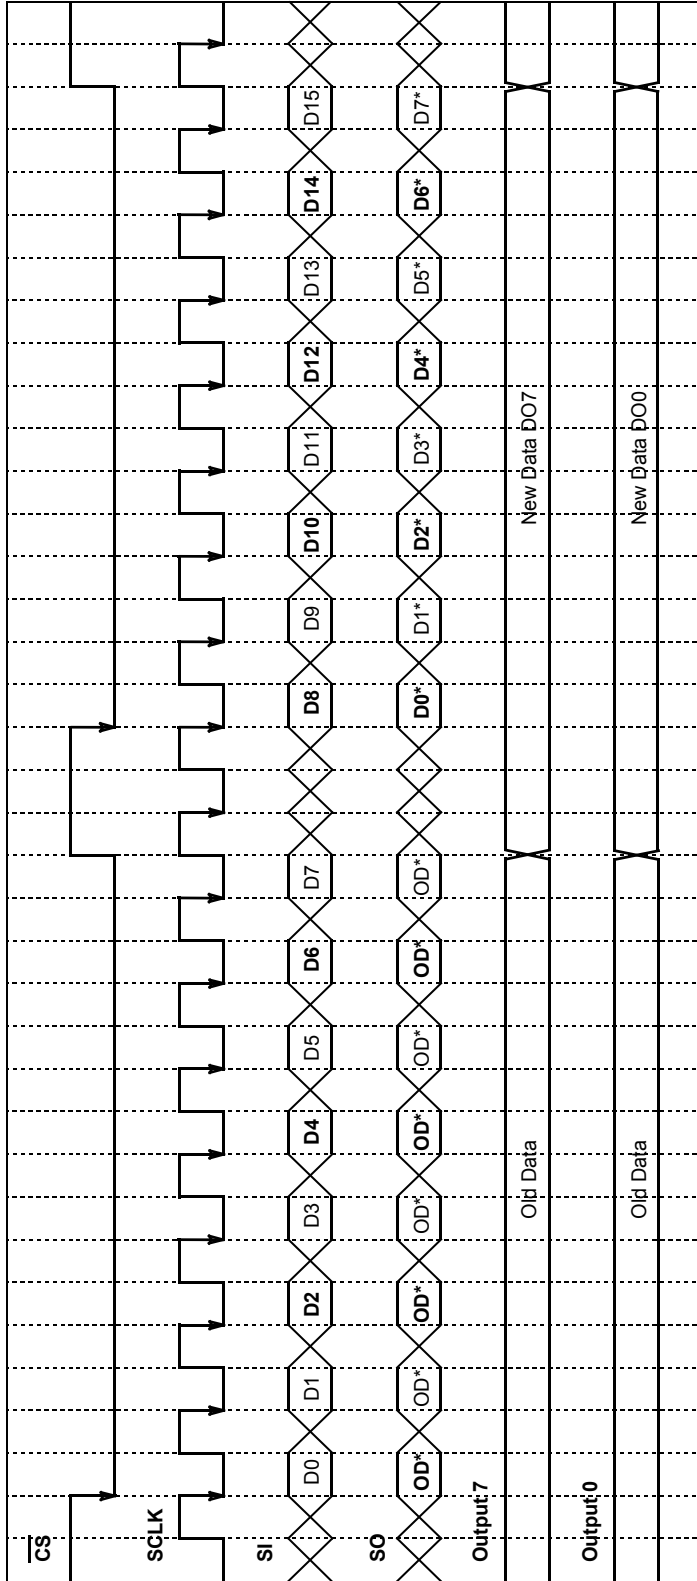 CS
SCLK
SI
D0 D1 D2 D3 D4 D5 D6 D7 D8 D9 D10 D11 D12 D13 D14 D15
SO
OD* OD* OD* OD* OD* OD* OD* OD* D0* D1* D2* D3* D4* D5* D6* D7*
Output 7
Old Data New Data DO7
Output 0
Old Data New Data DO0